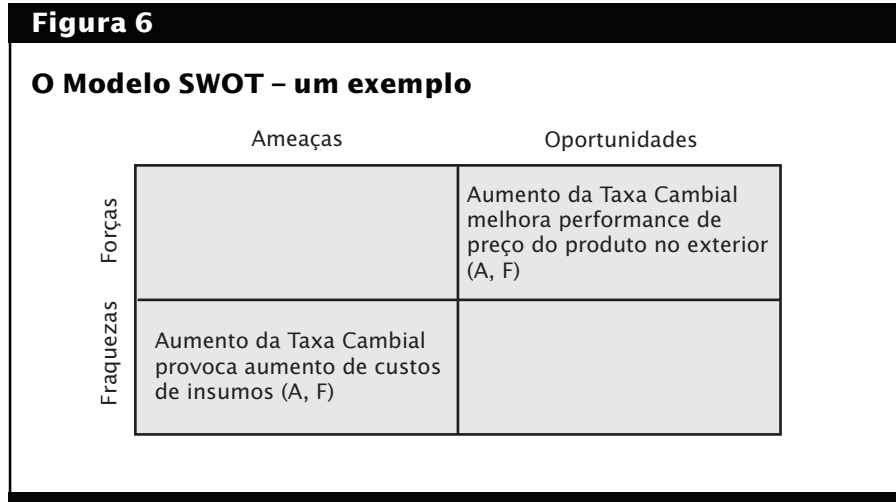 Figura 6
O Modelo SWOT – um exemplo
Ameaças
Oportunidades
Forças
Aumento da Taxa Cambial
melhora performance de
preço do produto no exterior
(A, F)
Fraquezas
Aumento da Taxa Cambial
provoca aumento de custos
de insumos (A, F)